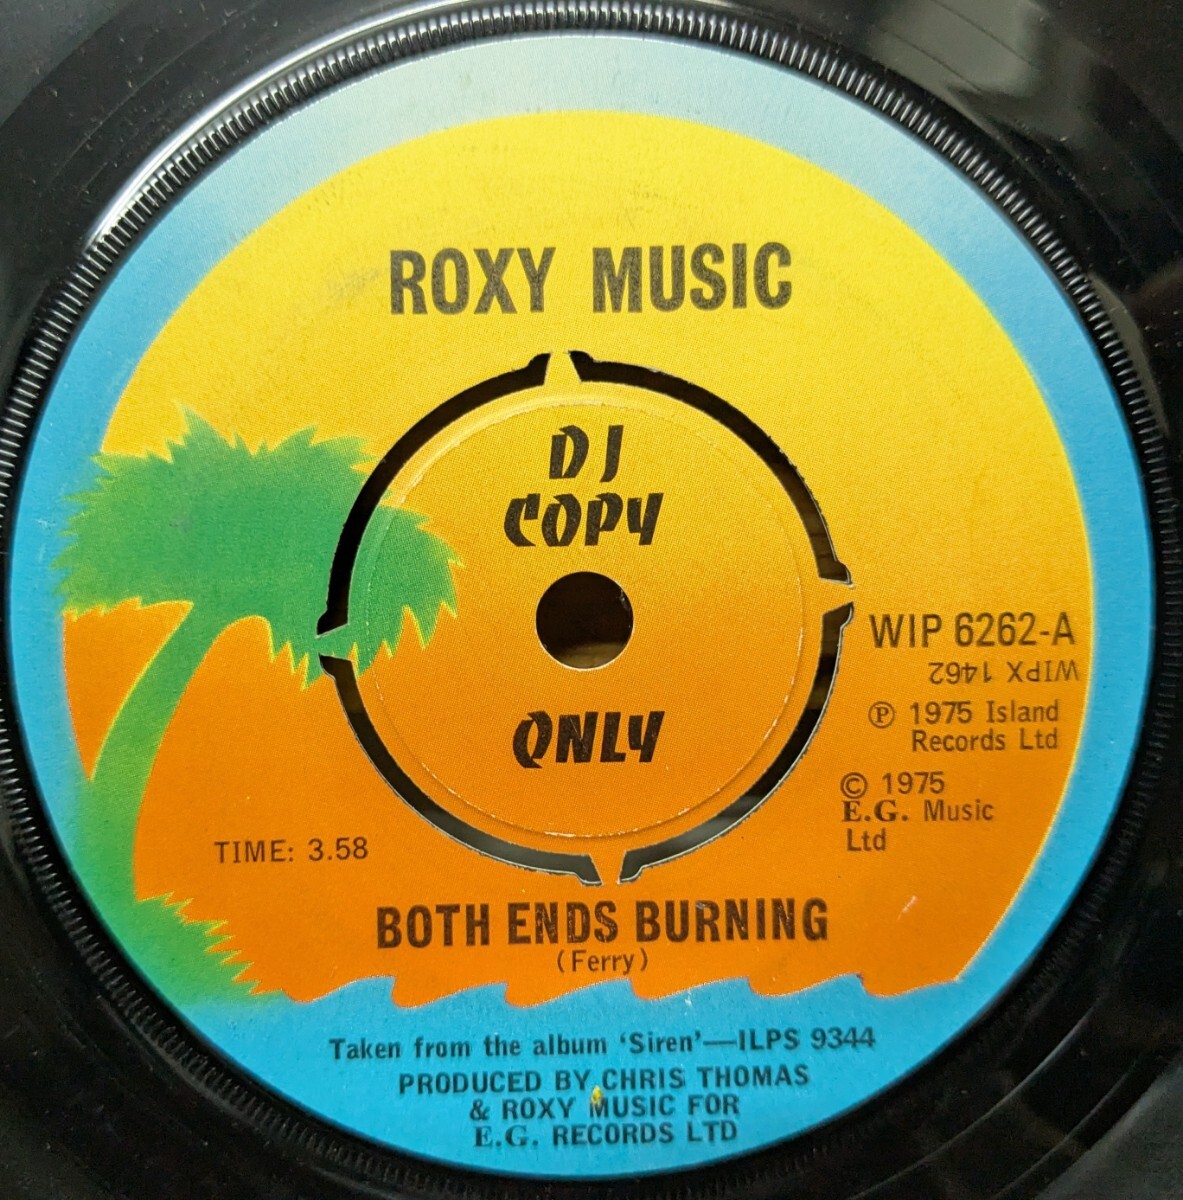 ROXY MUSIC
DJ
COPY
ONLY
WIP 6262-A
WIPX 1462
℗ 1975 Island
Records Ltd
© 1975
E.G. Music
Ltd
TIME: 3.58
BOTH ENDS BURNING
(Ferry)
Taken from the album ‘Siren’—ILPS 9344
PRODUCED BY CHRIS THOMAS
& ROXY MUSIC FOR
E.G. RECORDS LTD